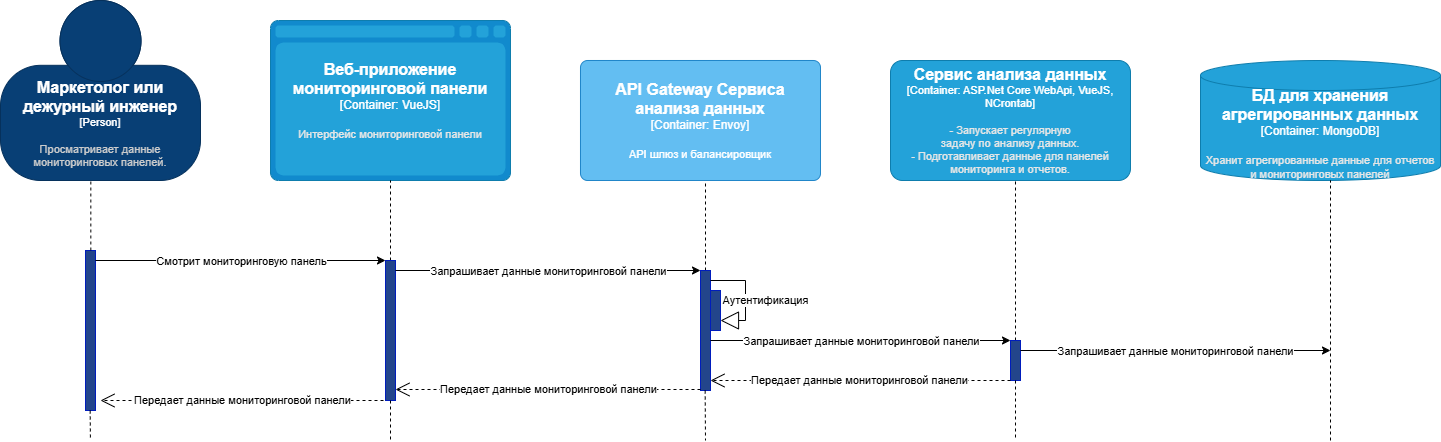 Маркетолог или
дежурный инженер
[Person]
Просматривает данные
мониторинговых панелей.
Веб-приложение
мониторинговой панели
[Container: VueJS]
Интерфейс мониторинговой панели
API Gateway Сервиса
анализа данных
[Container: Envoy]
API шлюз и балансировщик
Сервис анализа данных
[Container: ASP.Net Core WebApi, VueJS,
NCrontab]
- Запускает регулярную
задачу по анализу данных.
- Подготавливает данные для панелей
мониторинга и отчетов.
БД для хранения
агрегированных данных
[Container: MongoDB]
Хранит агрегированные данные для отчетов
и мониторинговых панелей
Смотрит мониторинговую панель
Запрашивает данные мониторинговой панели
Аутентификация
Запрашивает данные мониторинговой панели
Запрашивает данные мониторинговой панели
Передает данные мониторинговой панели
Передает данные мониторинговой панели
Передает данные мониторинговой панели